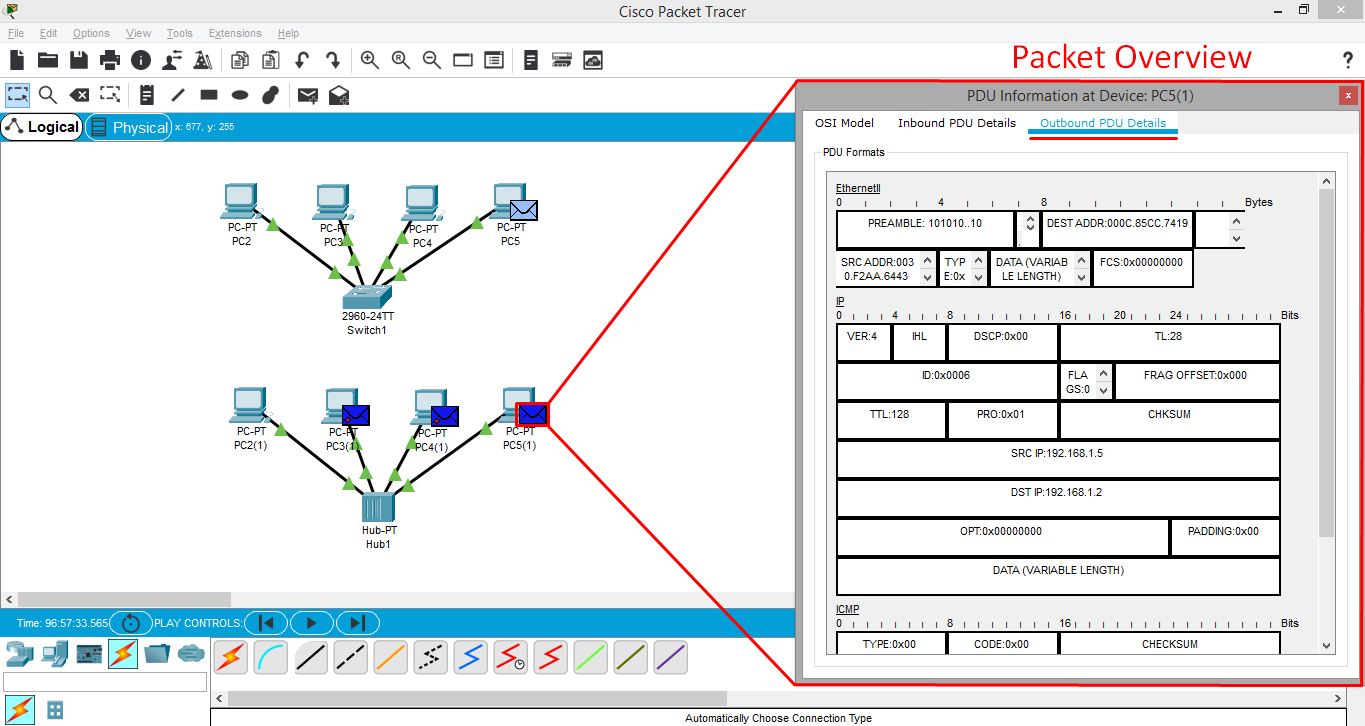 Cisco Packet Tracer
File Edit Options View Tools Extensions Help
Packet Overview
Logical Physical x: 677, y: 255
PDU Information at Device: PC5(1)
OSI Model Inbound PDU Details Outbound PDU Details
PDU Formats
EthernetII
0 4 8 Bytes
PREAMBLE: 101010..10 DEST ADDR:000C.85CC.7419
SRC ADDR:003 TYP DATA (VARIAB FCS:0x00000000
0.F2AA.6443 E:0x BLE LENGTH)
IP
0 4 8 16 20 24 Bits
VER:4 IHL DSCP:0x00 TL:28
ID:0x0006 FLA FRAG OFFSET:0x000
GS:0
TTL:128 PRO:0x01 CHKSUM
SRC IP:192.168.1.5
DST IP:192.168.1.2
OPT:0x00000000 PADDING:0x00
DATA (VARIABLE LENGTH)
ICMP
0 8 16 Bits
TYPE:0x00 CODE:0x00 CHECKSUM
PC-PT PC-PT PC-PT PC-PT
PC2 PC3 PC4 PC5
2960-24TT
Switch1
PC-PT PC-PT PC-PT PC-PT
PC2(1) PC3(1) PC4(1) PC5(1)
Hub-PT
Hub1
Time: 96:57:33.565 PLAY CONTROLS:
Automatically Choose Connection Type